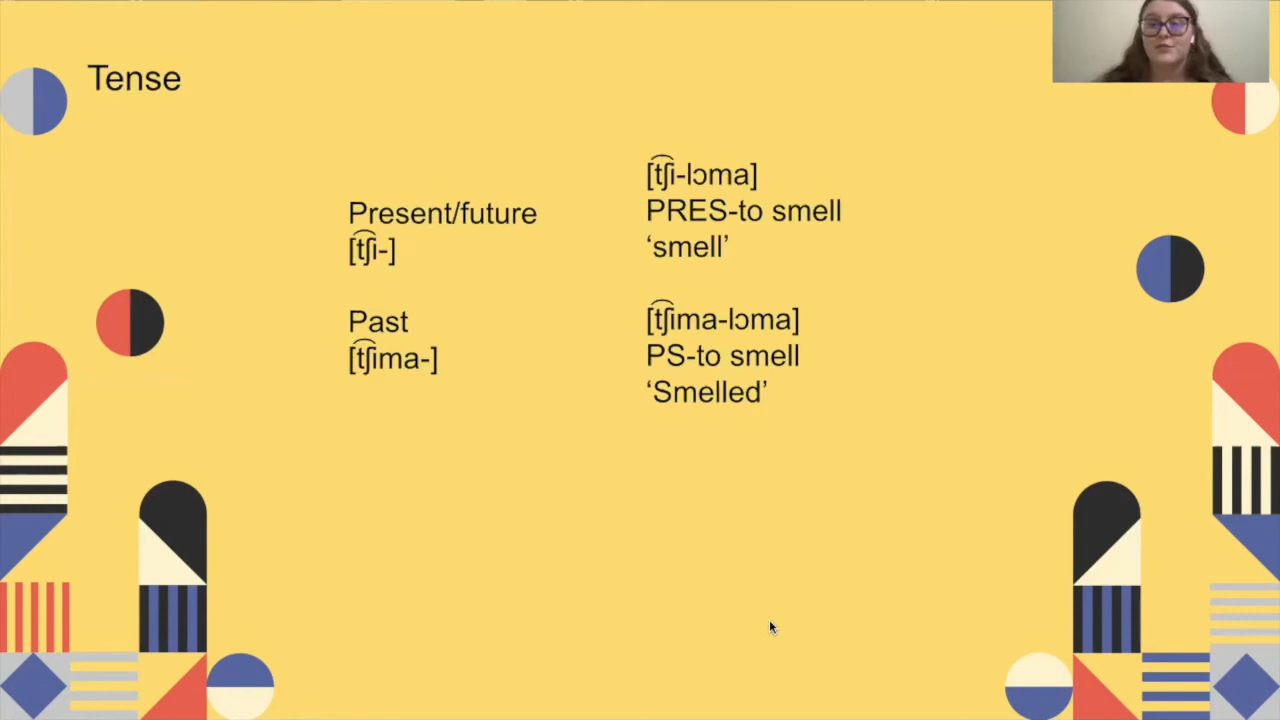 Tense
Present/future
[t͡ʃi-]
Past
[t͡ʃima-]
[t͡ʃi-lɔma]
PRES-to smell
‘smell’
[t͡ʃima-lɔma]
PS-to smell
‘Smelled’